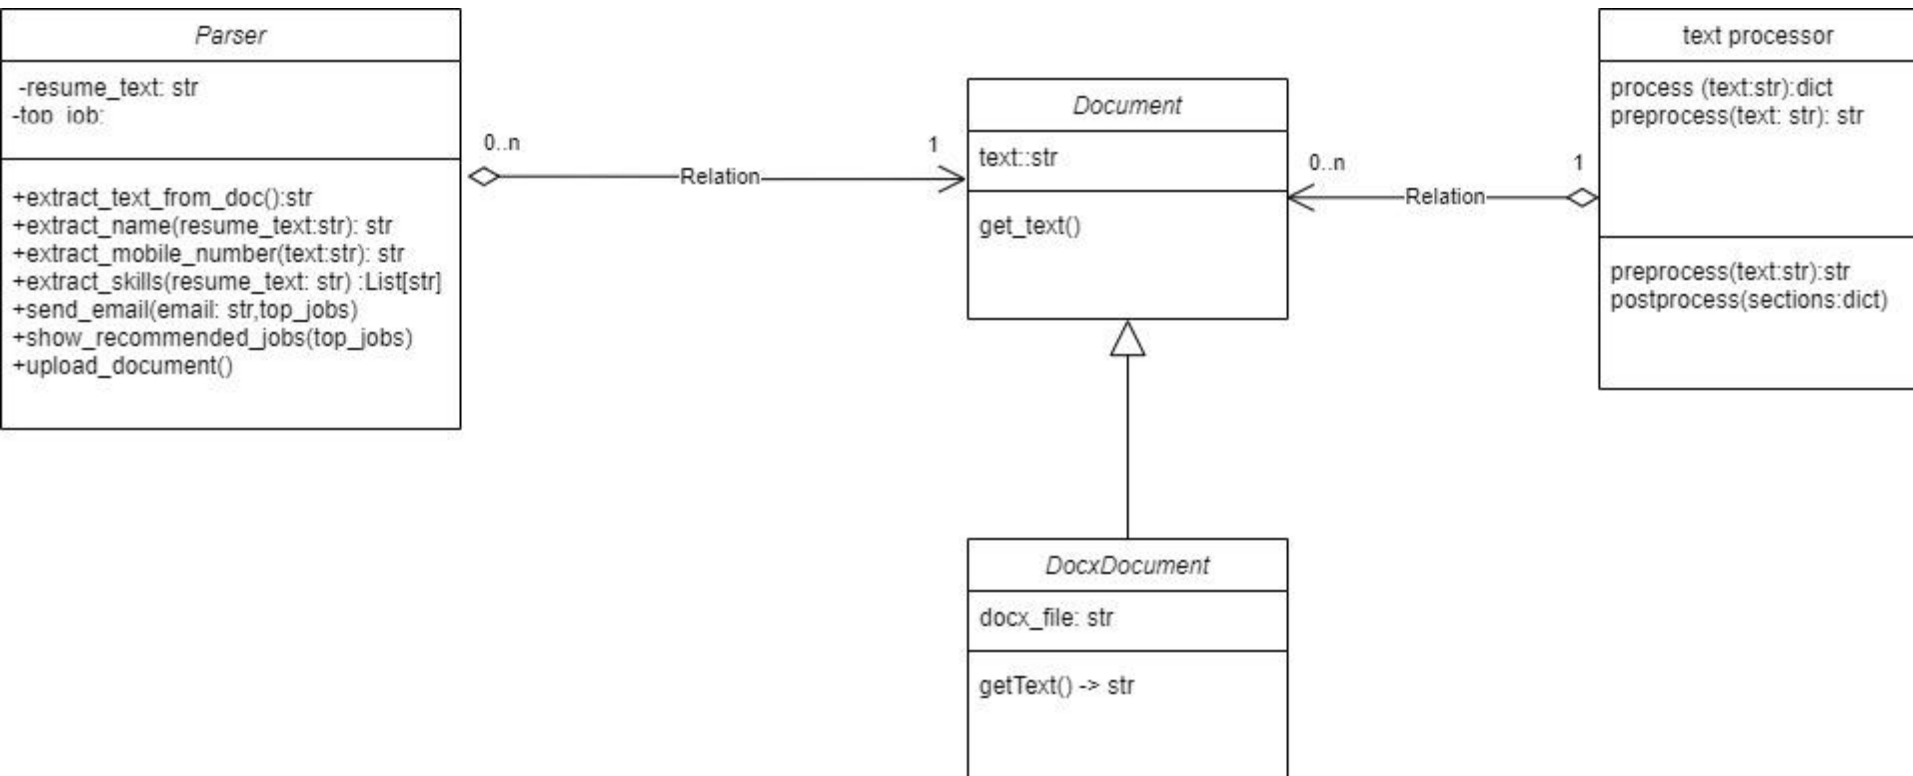 Parser
-resume_text: str
-top_job:
+extract_text_from_doc():str
+extract_name(resume_text:str): str
+extract_mobile_number(text:str): str
+extract_skills(resume_text: str) :List[str]
+send_email(email: str,top_jobs)
+show_recommended_jobs(top_jobs)
+upload_document()
0..n
1
Relation
Document
text::str
get_text()
0..n
1
Relation
text processor
process (text:str):dict
preprocess(text: str): str
preprocess(text:str):str
postprocess(sections:dict)
DocxDocument
docx_file: str
getText() -> str